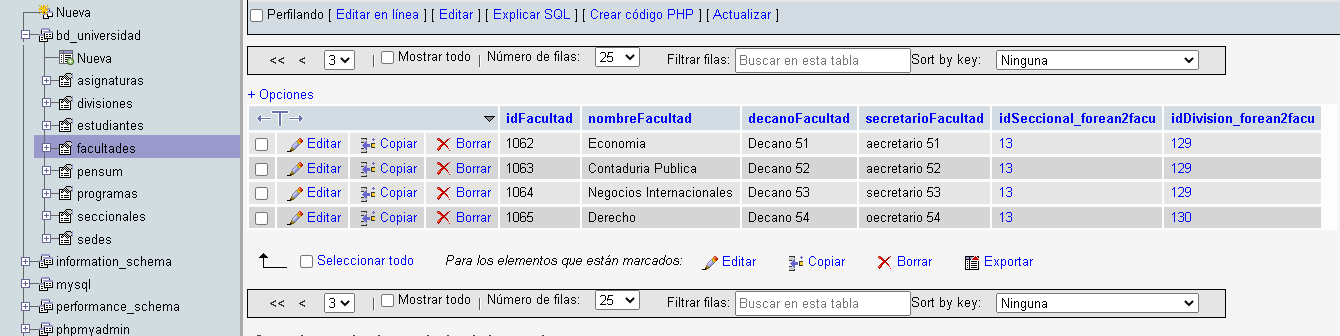 Nueva
bd_universidad
Nueva
asignaturas
divisiones
estudiantes
facultades
pensum
programas
seccionales
sedes
information_schema
mysql
performance_schema
phpmyadmin
Perfilando [ Editar en línea ] [ Editar ] [ Explicar SQL ] [ Crear código PHP ] [ Actualizar ]
<< < 3 | Mostrar todo | Número de filas: 25 Filtrar filas: Buscar en esta tabla Sort by key: Ninguna
+ Opciones
←T→ idFacultad nombreFacultad decanoFacultad secretarioFacultad idSeccional_forean2facu idDivision_forean2facu
Editar Copiar Borrar 1062 Economia Decano 51 aecretario 51 13 129
Editar Copiar Borrar 1063 Contaduria Publica Decano 52 aecretario 52 13 129
Editar Copiar Borrar 1064 Negocios Internacionales Decano 53 secretario 53 13 129
Editar Copiar Borrar 1065 Derecho Decano 54 oecretario 54 13 130
Seleccionar todo Para los elementos que están marcados: Editar Copiar Borrar Exportar
<< < 3 | Mostrar todo | Número de filas: 25 Filtrar filas: Buscar en esta tabla Sort by key: Ninguna